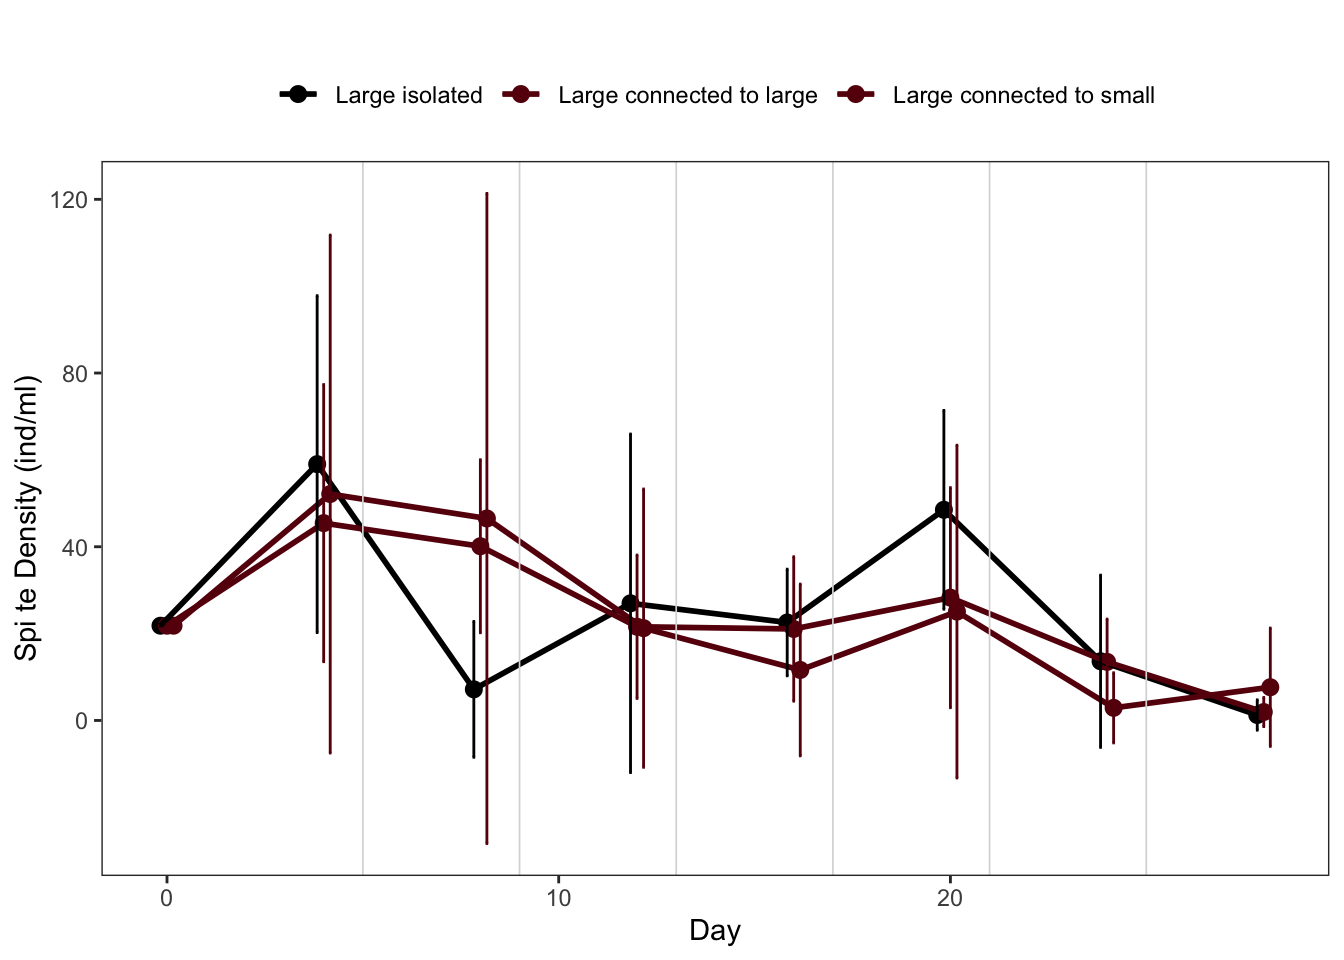 Large isolated Large connected to large Large connected to small
120
80
40
0
Spi te Density (ind/ml)
0 10 20
Day